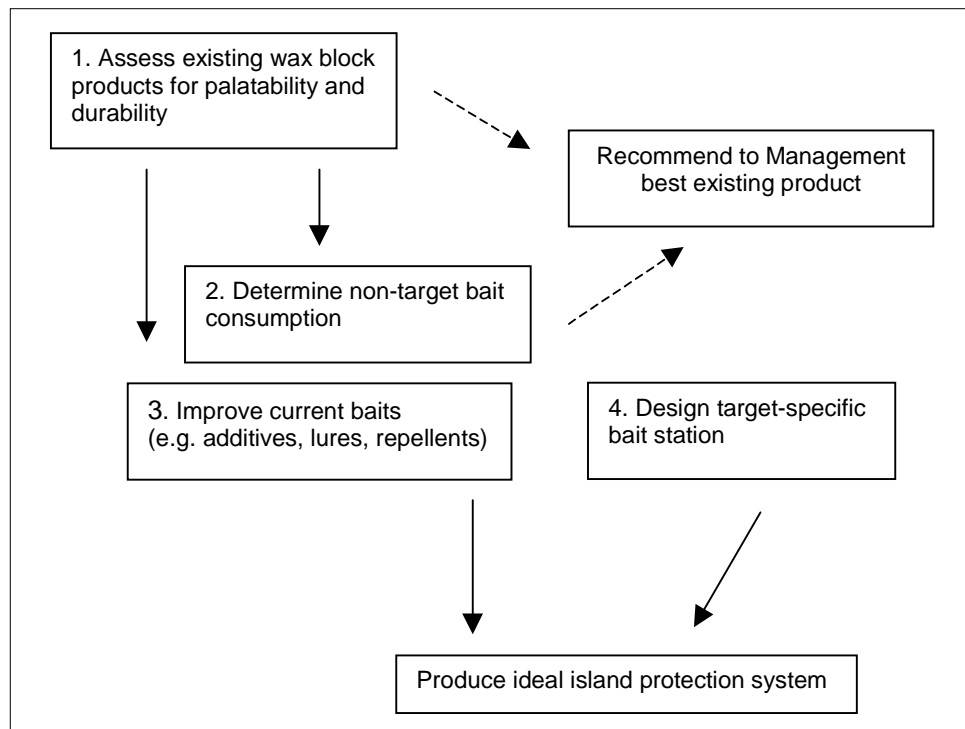 1. Assess existing wax block
products for palatability and
durability
Recommend to Management
best existing product
2. Determine non-target bait
consumption
3. Improve current baits
(e.g. additives, lures, repellents)
4. Design target-specific
bait station
Produce ideal island protection system